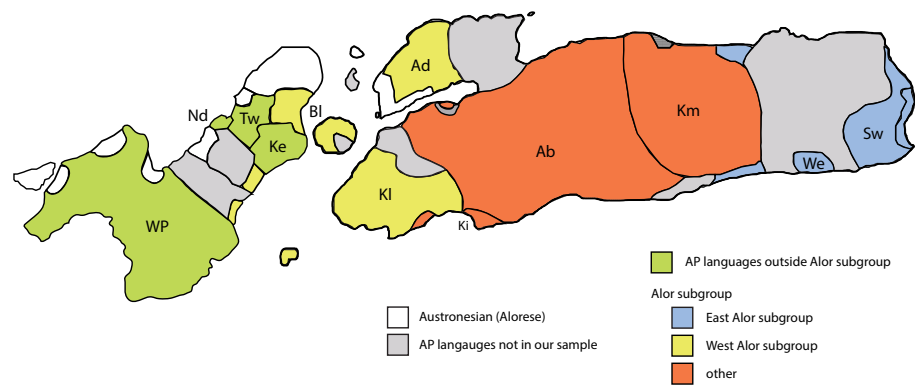 Ad
Nd
Tw
Bl
Km
Ke
Ab
Sw
We
Kl
WP
Ki
AP languages outside Alor subgroup
Alor subgroup
Austronesian (Alorese)
East Alor subgroup
AP langauges not in our sample
West Alor subgroup
other